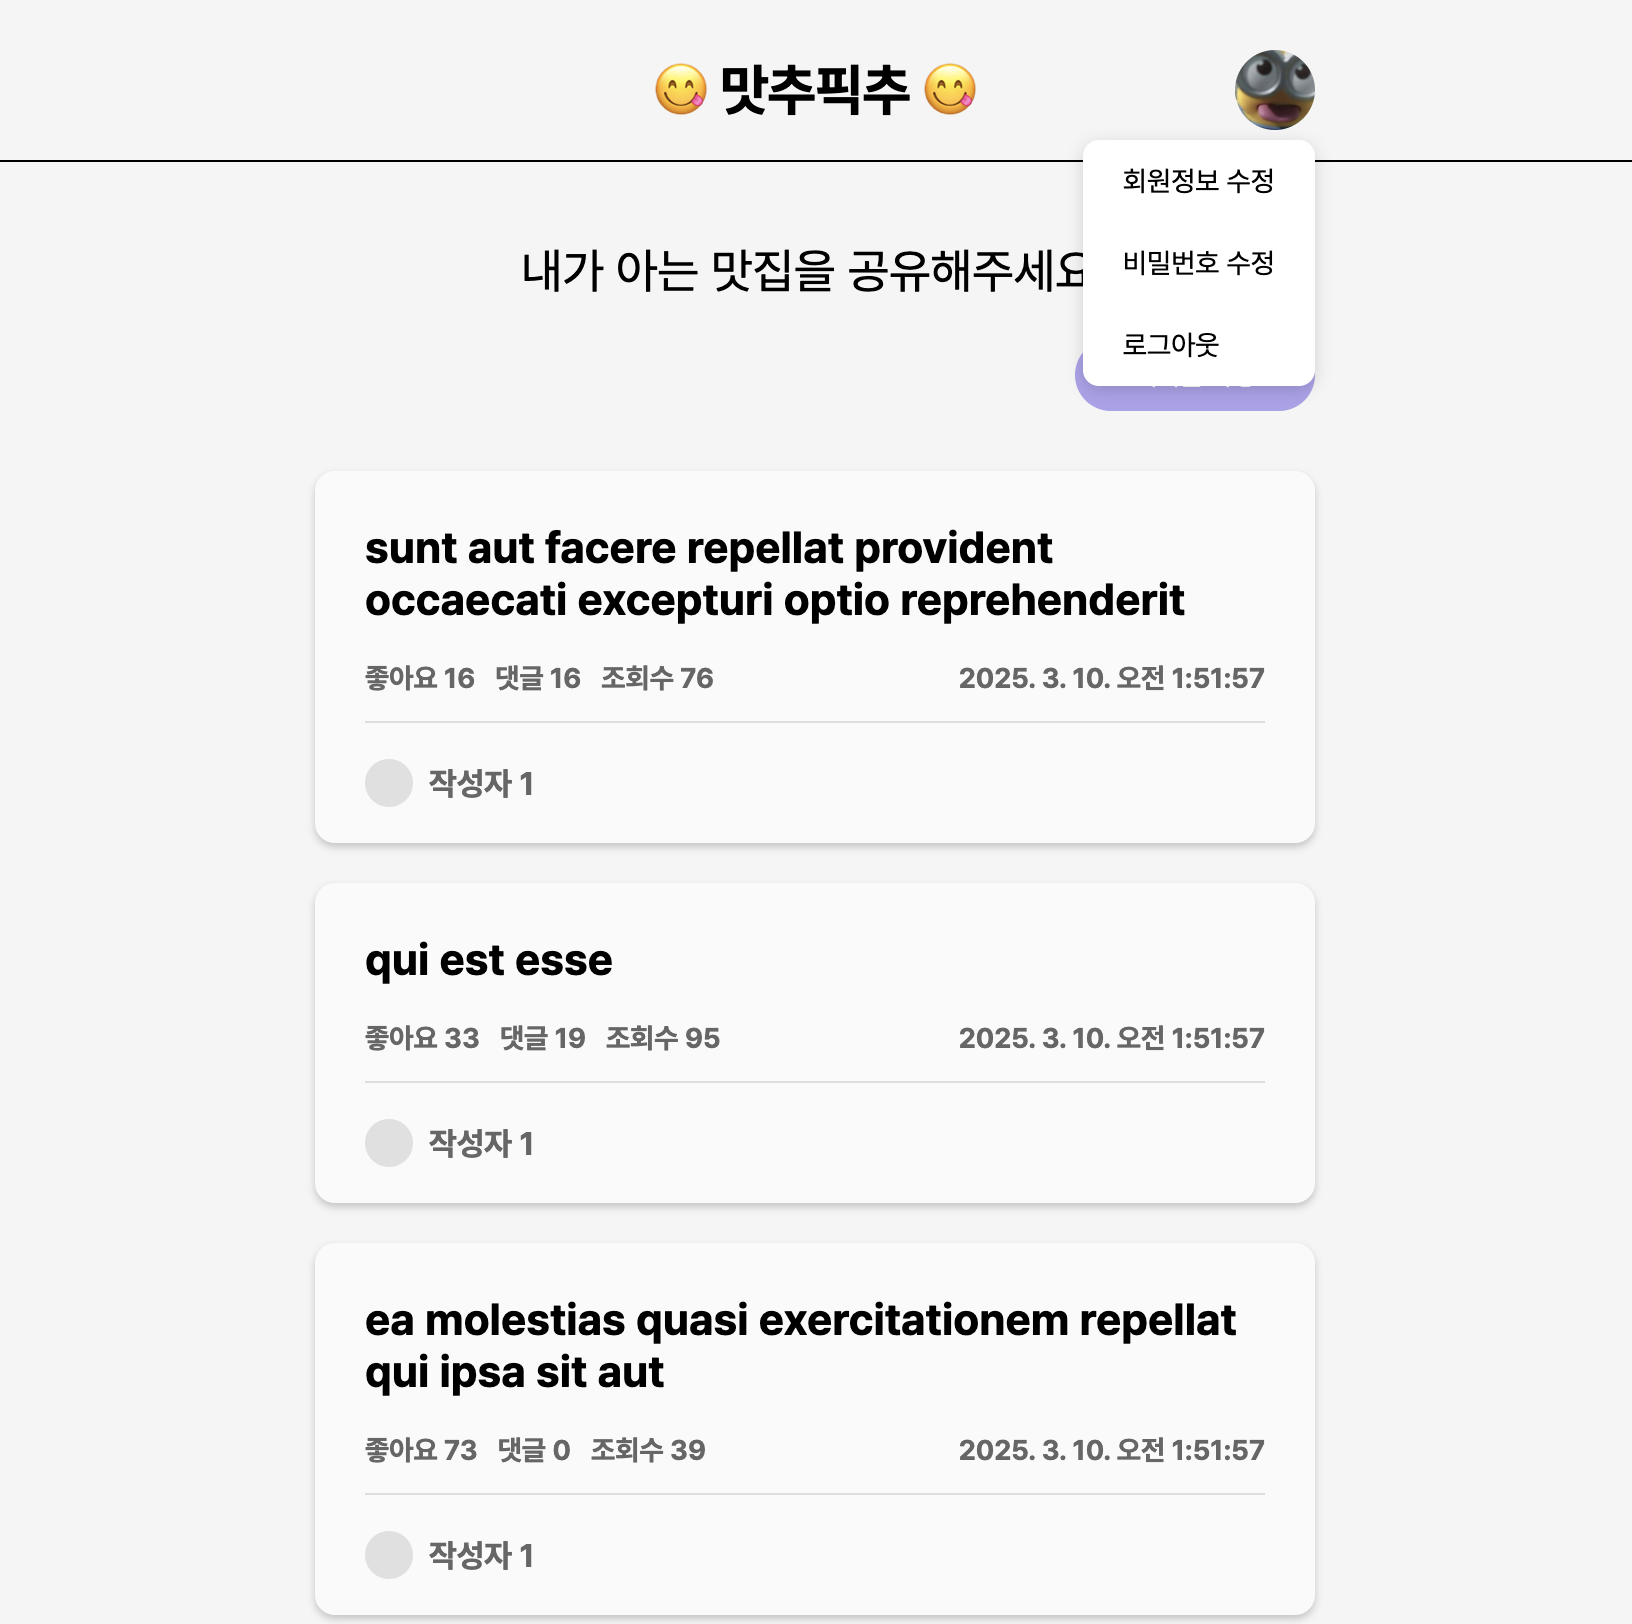 😋 맛추픽추 😋
회원정보 수정
비밀번호 수정
로그아웃
내가 아는 맛집을 공유해주세요
sunt aut facere repellat provident
occaecati excepturi optio reprehenderit
좋아요 16 댓글 16 조회수 76 2025. 3. 10. 오전 1:51:57
작성자 1
qui est esse
좋아요 33 댓글 19 조회수 95 2025. 3. 10. 오전 1:51:57
작성자 1
ea molestias quasi exercitationem repellat
qui ipsa sit aut
좋아요 73 댓글 0 조회수 39 2025. 3. 10. 오전 1:51:57
작성자 1